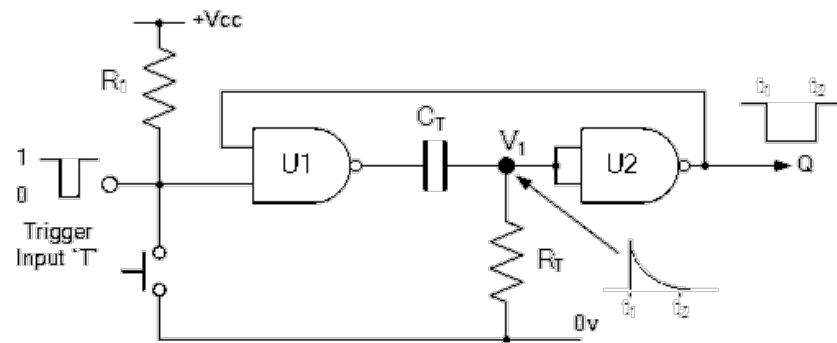 +Vcc
R1
CT
V1
t1 t2
1
0
U1
U2
Q
Trigger
Input "T"
RT
0v
t1 t2